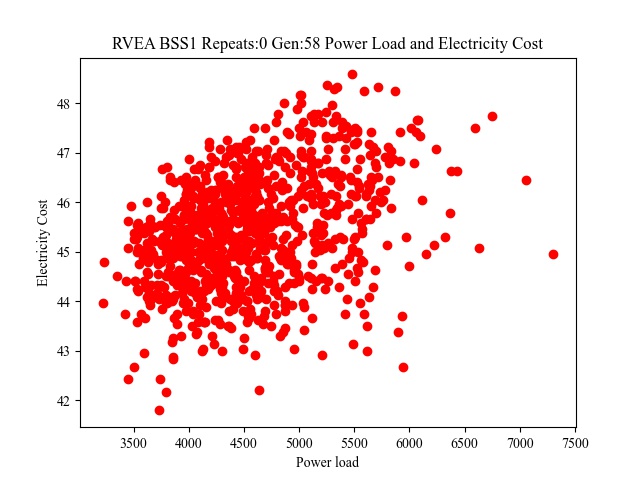 RVEA BSS1 Repeats:0 Gen:58 Power Load and Electricity Cost
48
47
46
45
44
43
42
Electricity Cost
3500 4000 4500 5000 5500 6000 6500 7000 7500
Power load